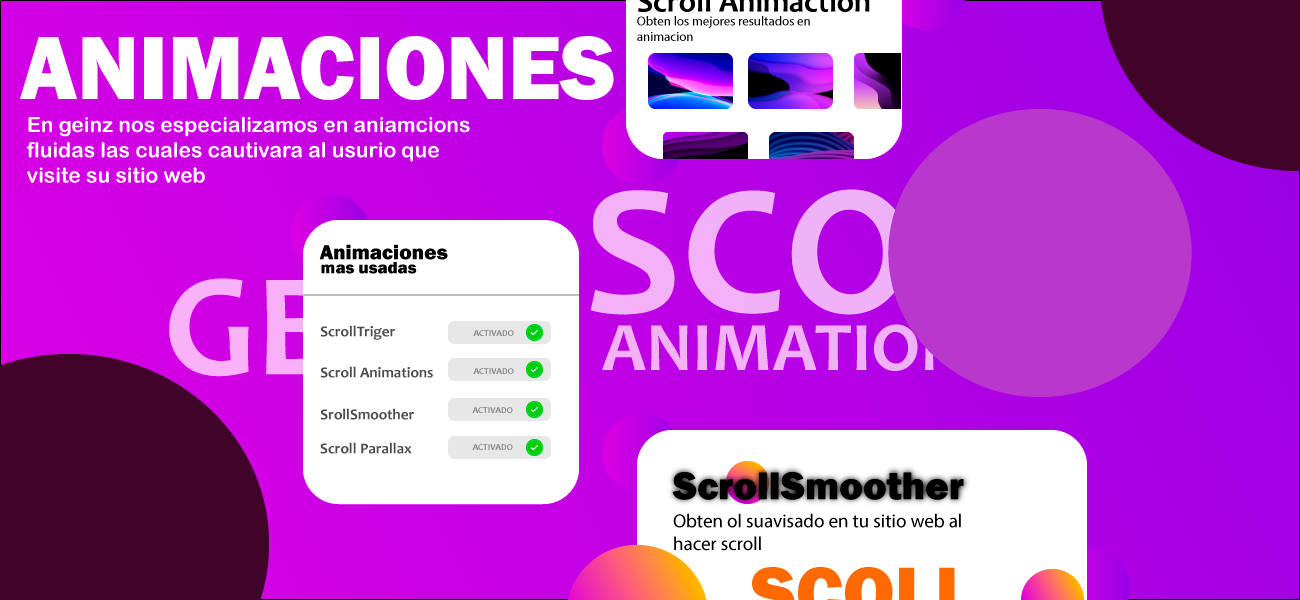 ANIMACIONES
En geinz nos especializamos en aniamcions
fluidas las cuales cautivara al usurio que
visite su sitio web
Scroll Animaction
Obten los mejores resultados en
animacion
GE
Animaciones
mas usadas
ScrollTriger
ACTIVADO
Scroll Animations
ACTIVADO
SrollSmoother
ACTIVADO
Scroll Parallax
ACTIVADO
SCO
ANIMATION
ScrollSmoother
Obten ol suavisado en tu sitio web al
hacer scroll
SCOLL